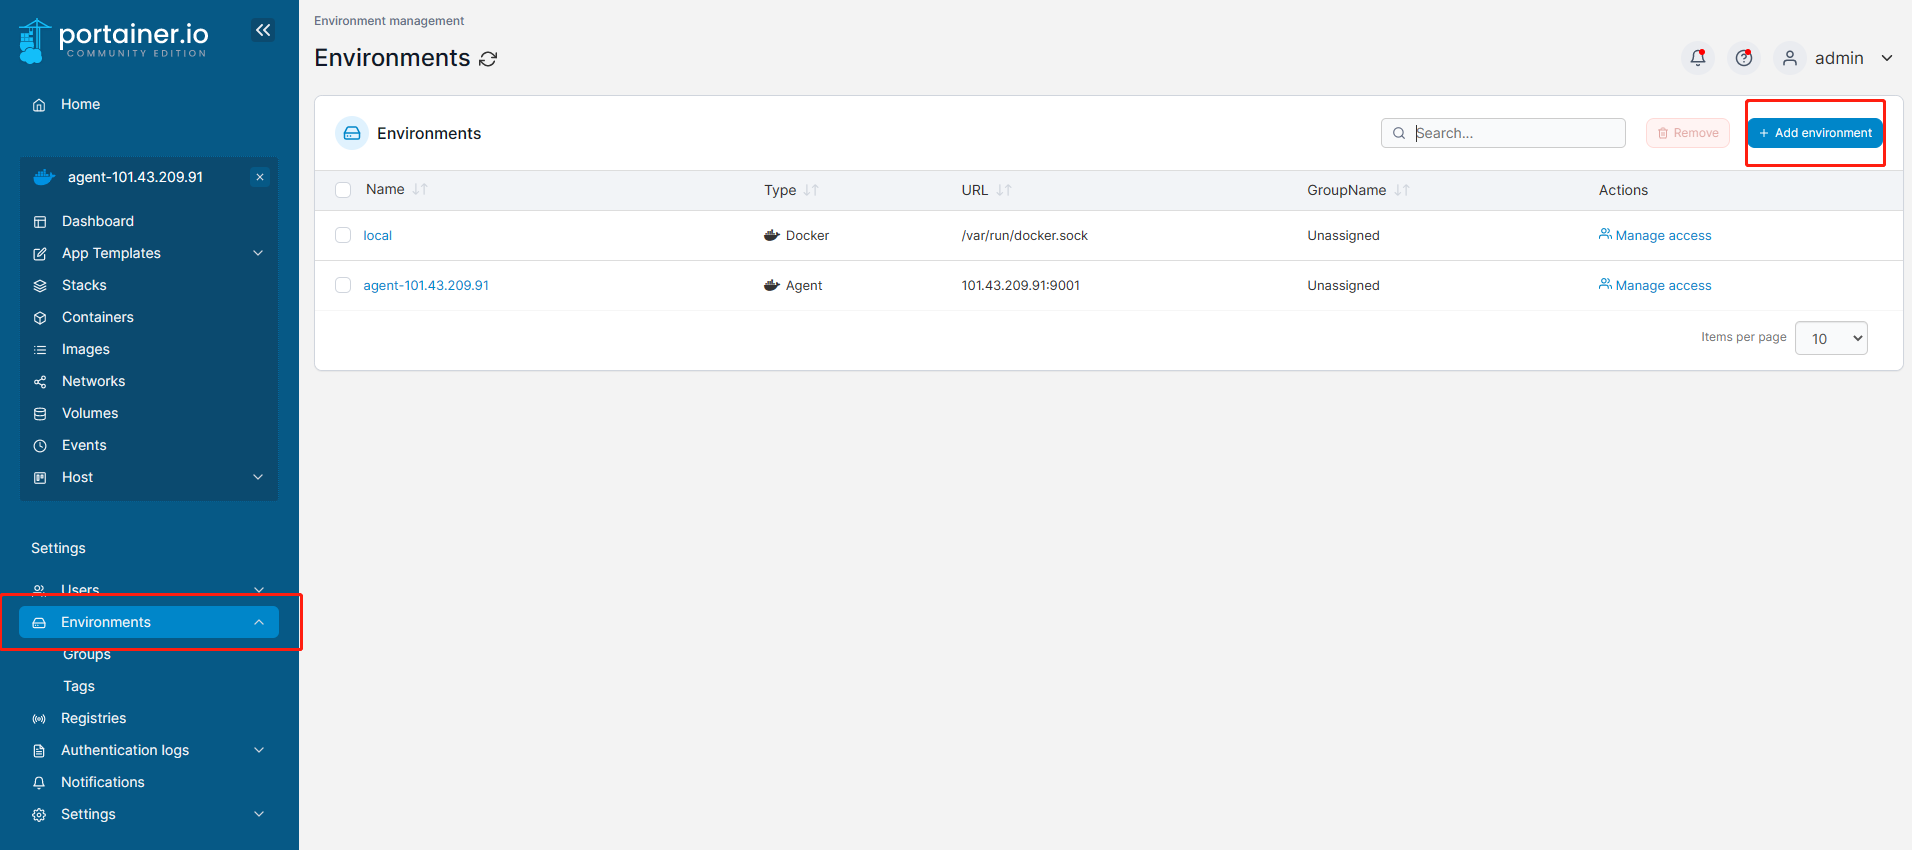 portainer.io
COMMUNITY EDITION
Home
agent-101.43.209.91
Dashboard
App Templates
Stacks
Containers
Images
Networks
Volumes
Events
Host
Settings
Users
Environments
Groups
Tags
Registries
Authentication logs
Notifications
Settings
Environment management
Environments
admin
Environments
Search...
Remove
+ Add environment
Name Type URL GroupName Actions
local Docker /var/run/docker.sock Unassigned Manage access
agent-101.43.209.91 Agent 101.43.209.91:9001 Unassigned Manage access
Items per page 10